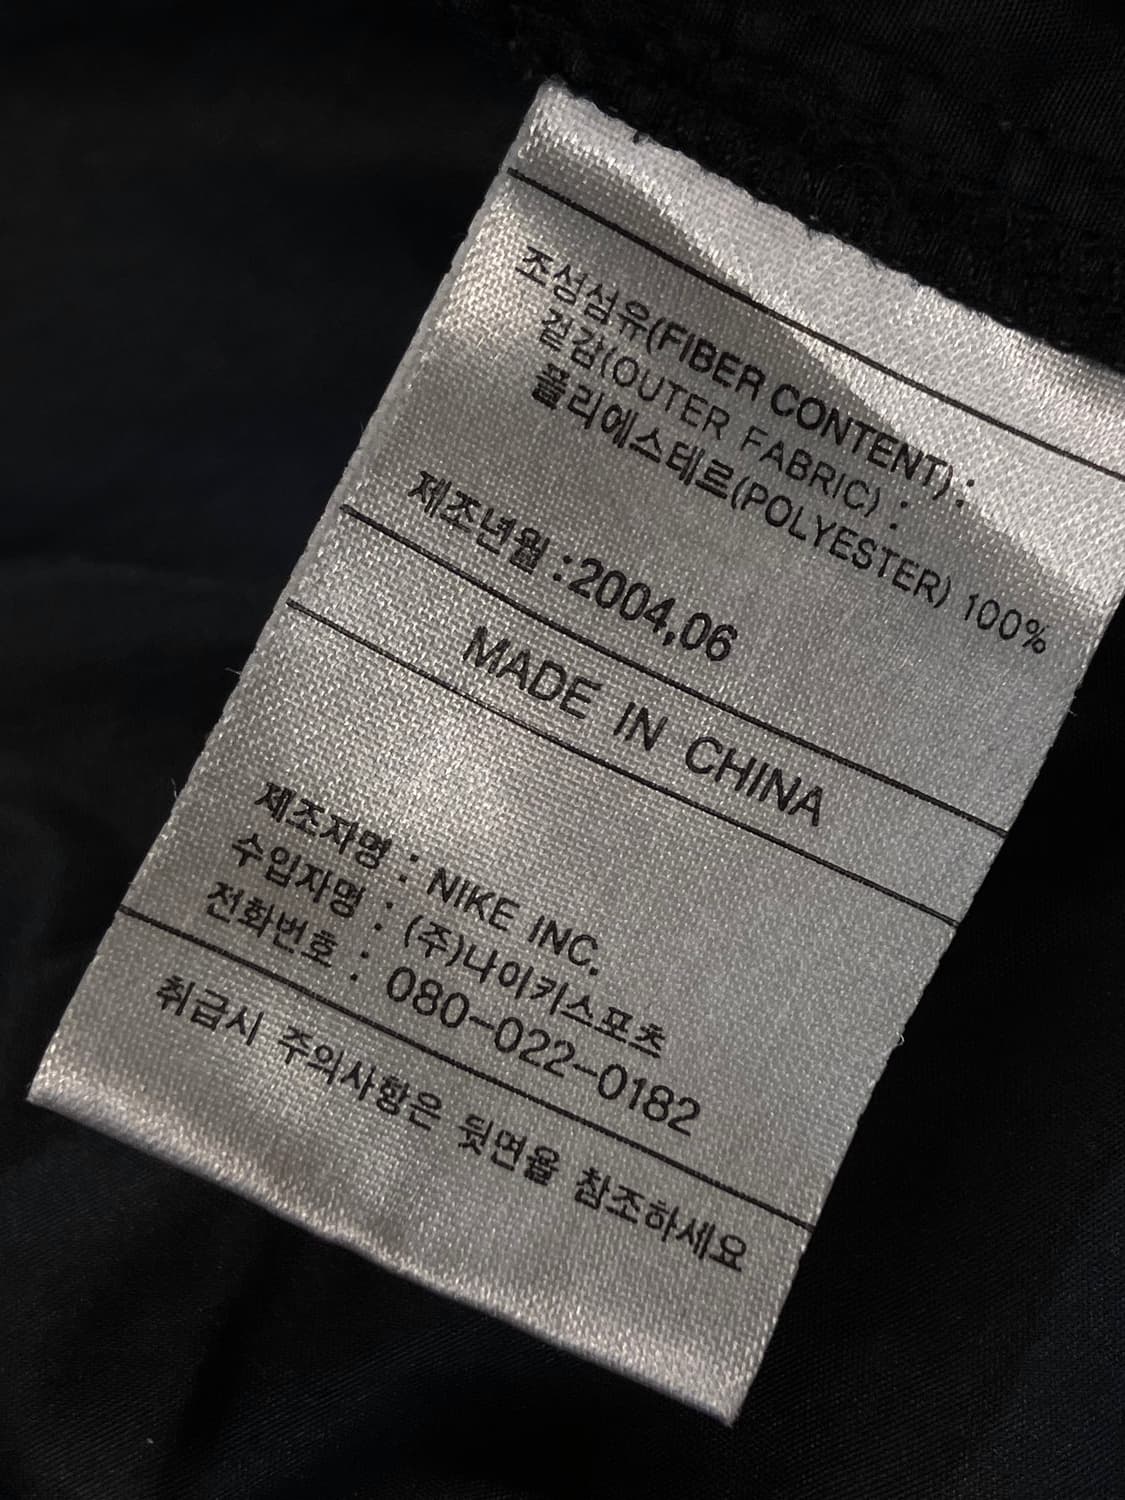 조성섬유(FIBER CONTENT) :
겉감(OUTER FABRIC) :
폴리에스테르(POLYESTER) 100%
제조년월 :2004,06
MADE IN CHINA
제조자명 : NIKE INC.
수입자명 : (주)나이키스포츠
전화번호 : 080-022-0182
취급시 주의사항은 뒷면을 참조하세요